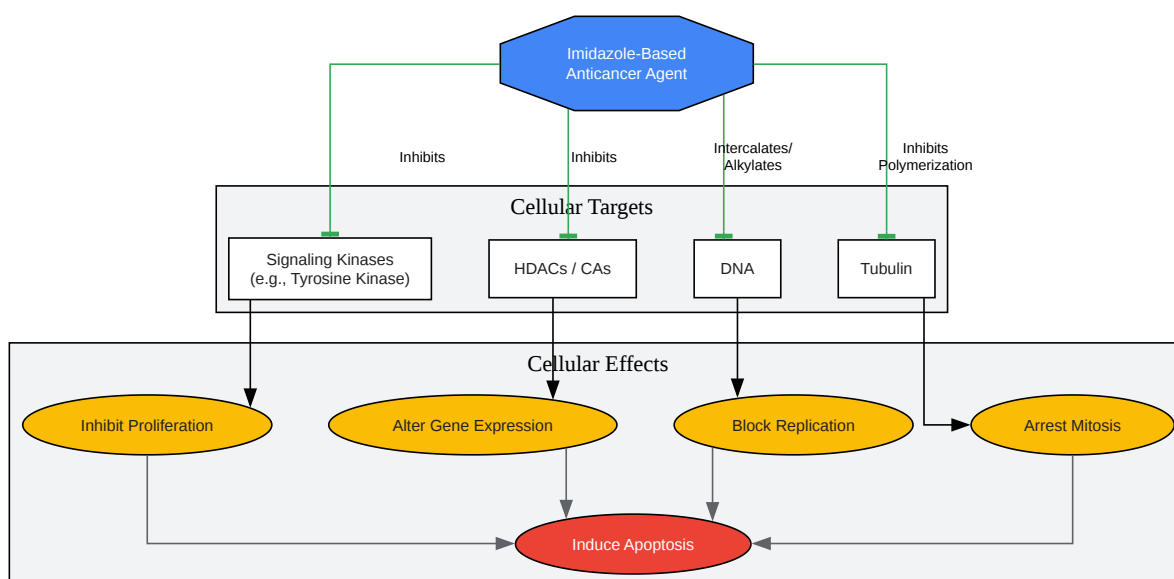 Imidazole-Based
Anticancer Agent
Inhibits
Inhibits
Intercalates/
Alkylates
Inhibits
Polymerization
Cellular Targets
Signaling Kinases
(e.g., Tyrosine Kinase)
HDACs / CAs
DNA
Tubulin
Cellular Effects
Inhibit Proliferation
Alter Gene Expression
Block Replication
Arrest Mitosis
Induce Apoptosis